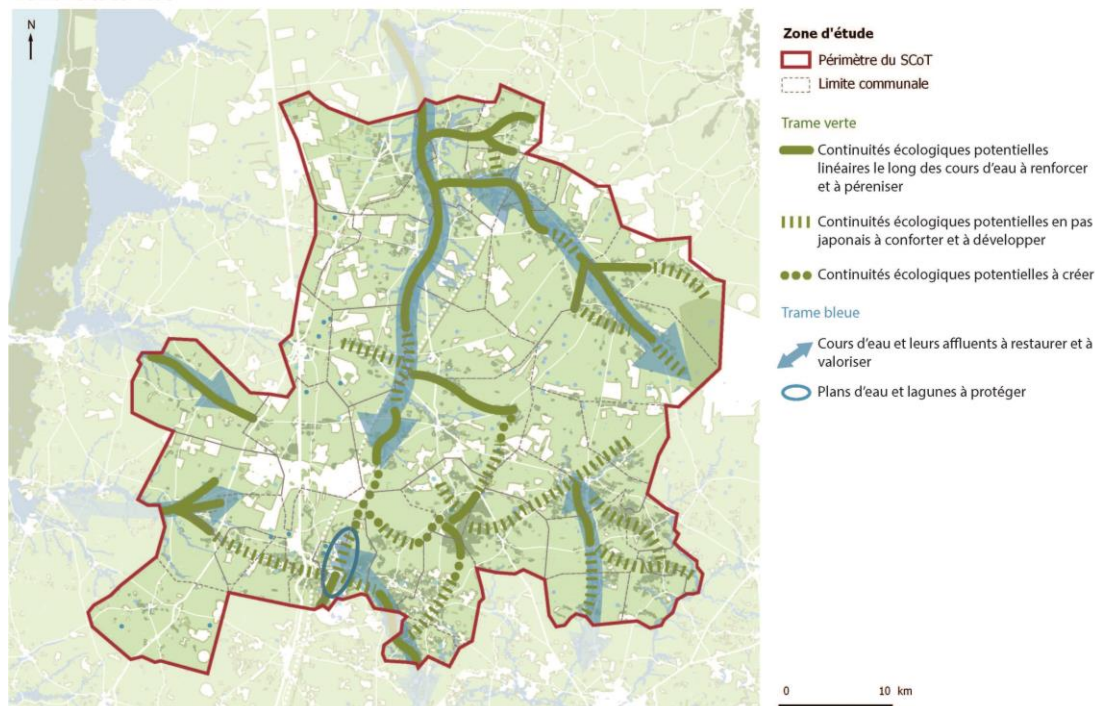 N
Zone d'étude
Périmètre du SCoT
Limite communale
Trame verte
Continuités écologiques potentielles
linéaires le long des cours d'eau à renforcer
et à péreniser
Continuités écologiques potentielles en pas
japonais à conforter et à développer
Continuités écologiques potentielles à créer
Trame bleue
Cours d'eau et leurs affluents à restaurer et à
valoriser
Plans d'eau et lagunes à protéger
0 10 km